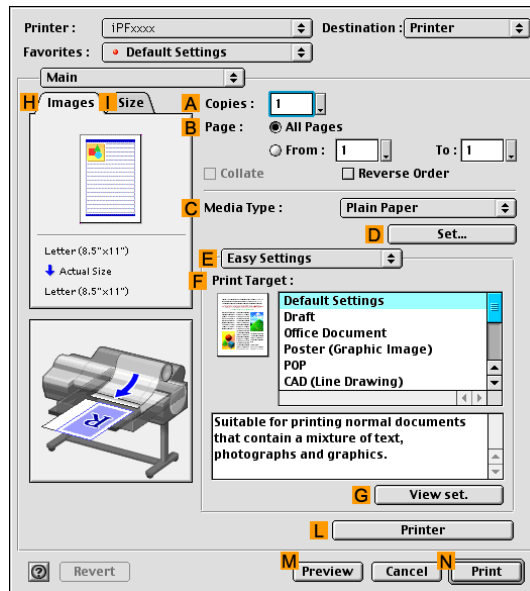 Printer : iPFxxxx Destination : Printer
Favorites : Default Settings
Main
H Images I Size
A Copies : 1
B Page : All Pages
From : 1 To : 1
Collate Reverse Order
C Media Type : Plain Paper
D Set...
Letter (8.5"x11")
Actual Size
Letter (8.5"x11")
E Easy Settings
F Print Target :
Default Settings
Draft
Office Document
Poster (Graphic Image)
POP
CAD (Line Drawing)
R
Suitable for printing normal documents
that contain a mixture of text,
photographs and graphics.
G View set.
L Printer
? Revert M Preview Cancel N Print